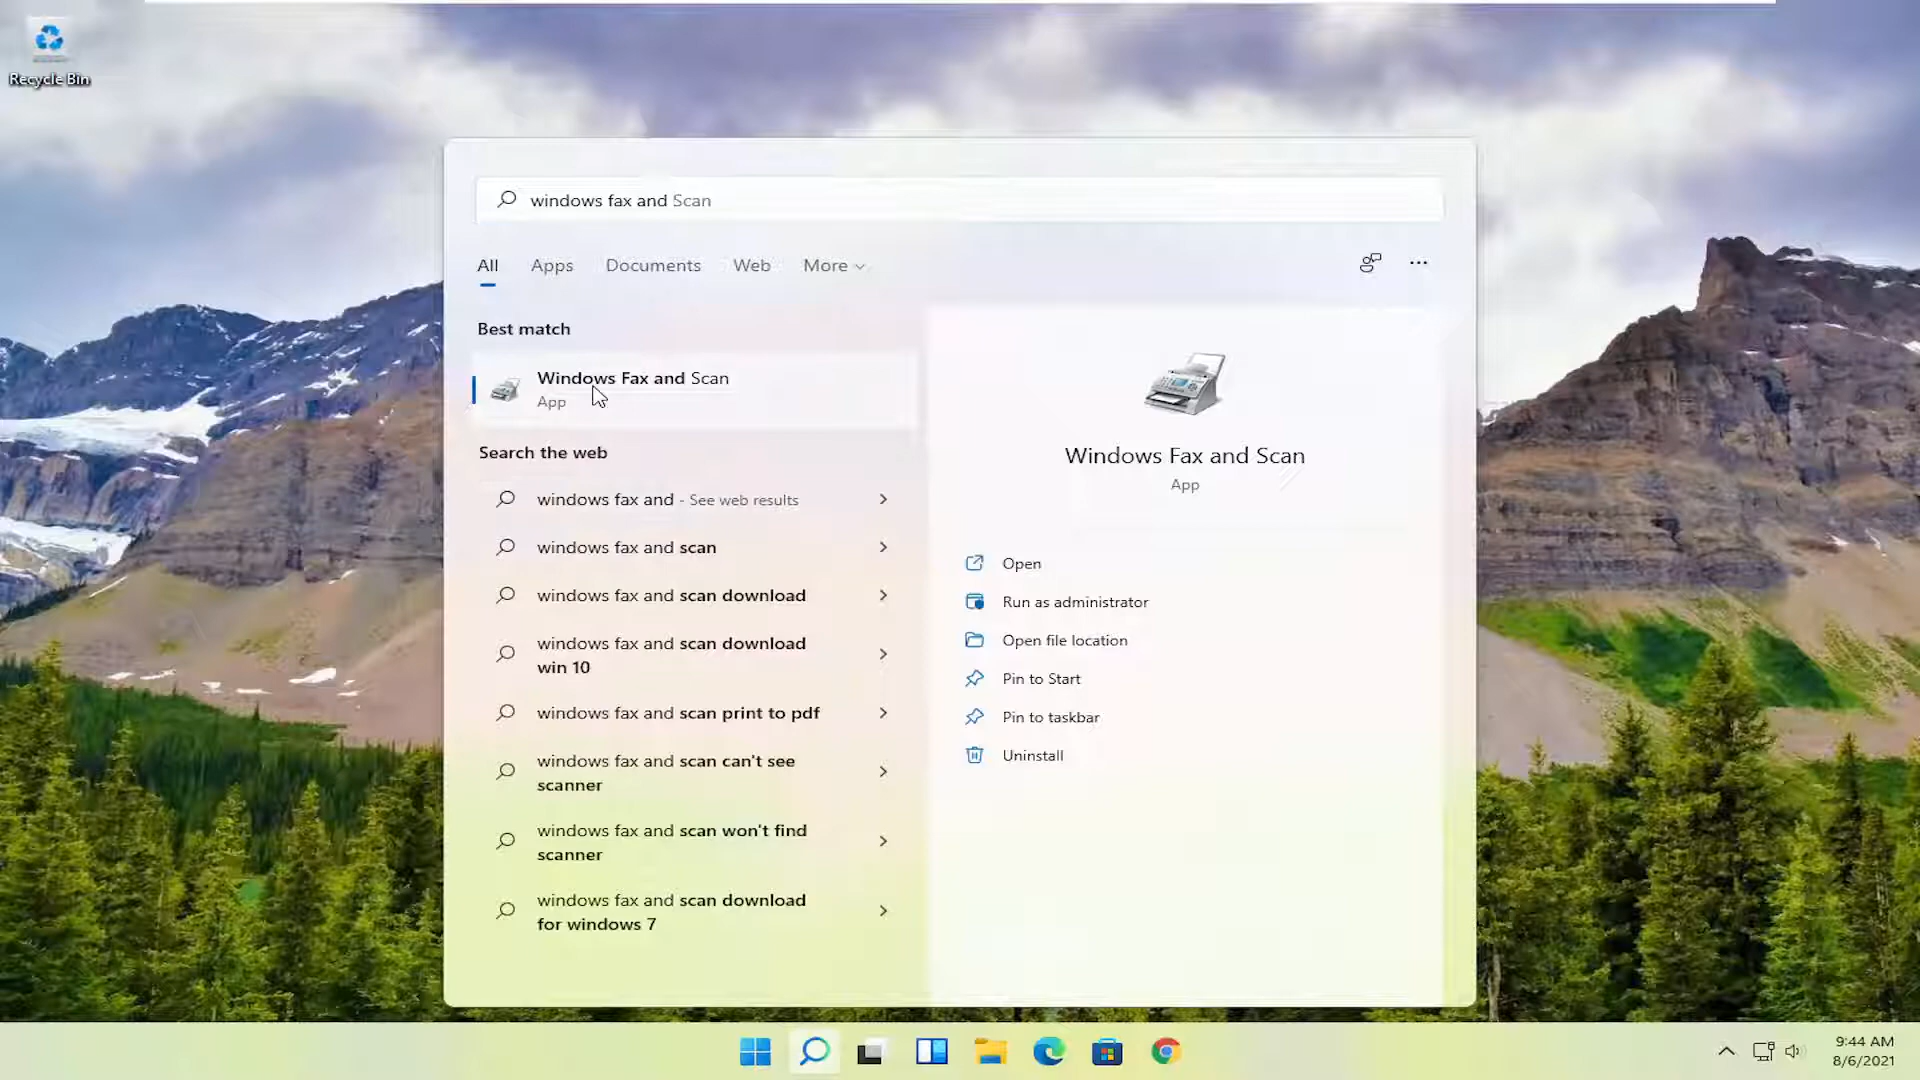 Recycle Bin
windows fax and Scan
All Apps Documents Web More
Best match
Windows Fax and Scan
App
Search the web
windows fax and - See web results
windows fax and scan
windows fax and scan download
windows fax and scan download
win 10
windows fax and scan print to pdf
windows fax and scan can't see
scanner
windows fax and scan won't find
scanner
windows fax and scan download
for windows 7
Windows Fax and Scan
App
Open
Run as administrator
Open file location
Pin to Start
Pin to taskbar
Uninstall
9:44 AM
8/6/2021